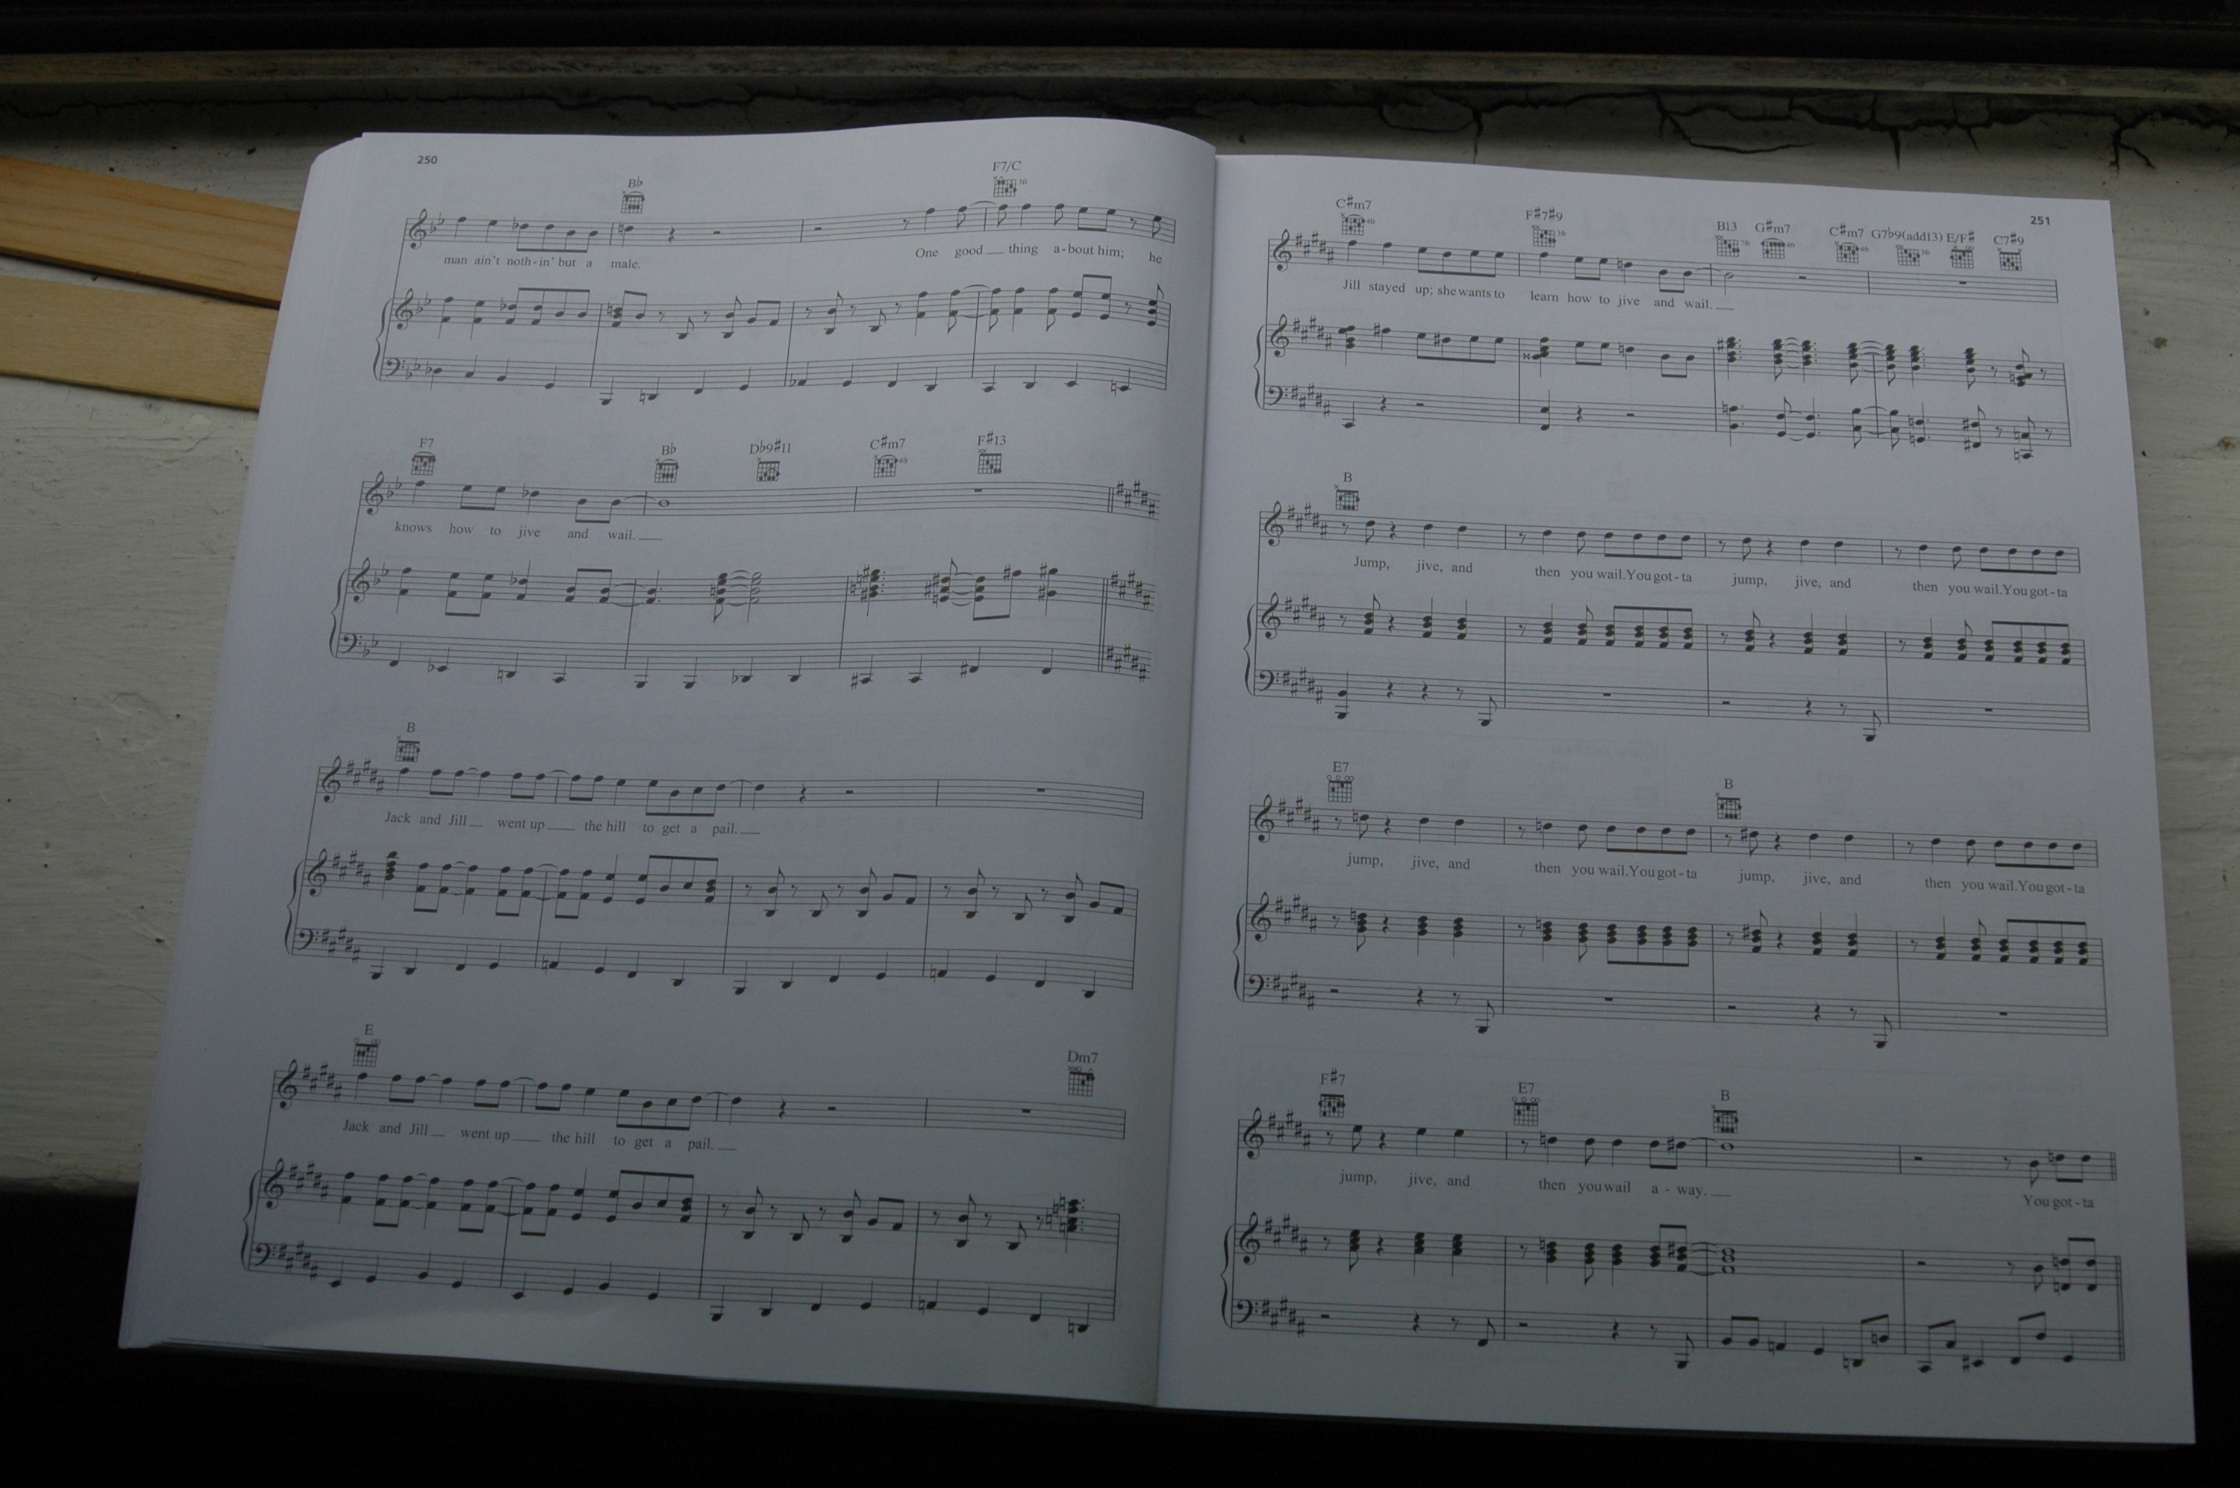 250
B♭ F7/C
man ain't noth-in' but a male. One good thing a-bout him; he
F7 B♭ D♭9♯11 C♯m7 F♯13
knows how to jive and wail.
B
Jack and Jill went up the hill to get a pail.
E Dm7
Jack and Jill went up the hill to get a pail.
251
C♯m7 F♯7♯9 B13 G♯m7 C♯m7 G7♭9(add13) E/F♯ C7♯9
Jill stayed up; she wants to learn how to jive and wail.
B
Jump, jive, and then you wail. You got-ta jump, jive, and then you wail. You got-ta
E7 B
jump, jive, and then you wail. You got-ta jump, jive, and then you wail. You got-ta
F♯7 E7 B
jump, jive, and then you wail a-way. You got-ta